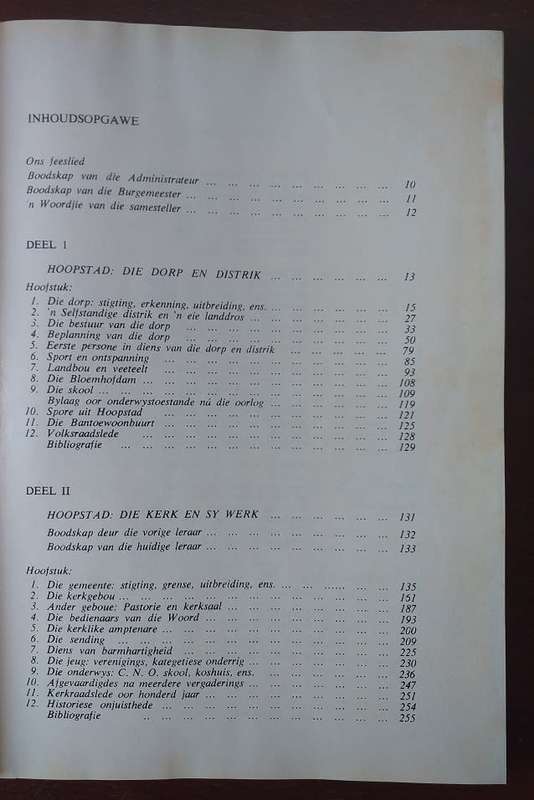 INHOUDSOPGAWE
Ons feeslied
Boodskap van die Administrateur ... ... ... ... ... ... ... ... ... 10
Boodskap van die Burgemeester ... ... ... ... ... ... ... ... ... ... 11
'n Woordjie van die samesteller ... ... ... ... ... ... ... ... ... ... 12
DEEL I
HOOPSTAD: DIE DORP EN DISTRIK ... ... ... ... ... ... 13
Hoofstuk:
1. Die dorp: stigting, erkenning, uitbreiding, ens. ... ... ... ... ... ... 15
2. 'n Selfstandige distrik en 'n eie landdros ... ... ... ... ... ... ... 27
3. Die bestuur van die dorp ... ... ... ... ... ... ... ... ... ... 33
4. Beplanning van die dorp ... ... ... ... ... ... ... ... ... ... 50
5. Eerste persone in diens van die dorp en distrik ... ... ... ... ... 79
6. Sport en ontspanning ... ... ... ... ... ... ... ... ... ... ... 85
7. Landbou en veeteelt ... ... ... ... ... ... ... ... ... ... ... 93
8. Die Bloemhofdam ... ... ... ... ... ... ... ... ... ... ... ... 108
9. Die skool ... ... ... ... ... ... ... ... ... ... ... ... ... ... 109
Bylaag oor onderwystoestande ná die oorlog ... ... ... ... ... ... 119
10. Spore uit Hoopstad ... ... ... ... ... ... ... ... ... ... ... 121
11. Die Bantoewoonbuurt ... ... ... ... ... ... ... ... ... ... ... 125
12. Volksraadslede ... ... ... ... ... ... ... ... ... ... ... ... 128
Bibliografie ... ... ... ... ... ... ... ... ... ... ... ... ... 129
DEEL II
HOOPSTAD: DIE KERK EN SY WERK ... ... ... ... ... ... 131
Boodskap deur die vorige leraar ... ... ... ... ... ... ... ... ... 132
Boodskap van die huidige leraar ... ... ... ... ... ... ... ... ... 133
Hoofstuk:
1. Die gemeente: stigting, grense, uitbreiding, ens. ... ... ...... ... ... 135
2. Die kerkgebou ... ... ... ... ... ... ... ... ... ... ... ... ... 151
3. Ander geboue: Pastorie en kerksaal ... ... ... ... ... ... ... ... 187
4. Die bedienaars van die Woord ... ... ... ... ... ... ... ... ... 193
5. Die kerklike amptenare ... ... ... ... ... ... ... ... ... ... ... 200
6. Die sending ... ... ... ... ... ... ... ... ... ... ... ... ... 209
7. Diens van barmhartigheid ... ... ... ... ... ... ... ... ... ... 225
8. Die jeug: verenigings, kategetiese onderrig ... ... ... ... ... ... ... 230
9. Die onderwys: C. N. O. skool, koshuis, ens. ... ... ... ... ... ... 236
10. Afgevaardigdes na meerdere vergaderings ... ... ... ... ... ... ... 247
11. Kerkraadslede oor honderd jaar ... ... ... ... ... ... ... ... ... 251
12. Historiese onjuisthede ... ... ... ... ... ... ... ... ... ... ... 254
Bibliografie .. ... ... ... ... ... ... ... ... ... ... ... 255